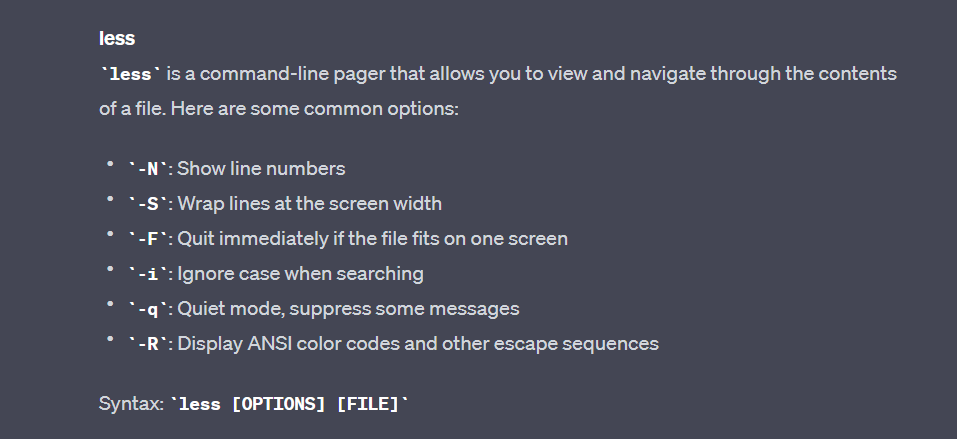 less
`less` is a command-line pager that allows you to view and navigate through the contents
of a file. Here are some common options:
• `-N`: Show line numbers
• `-S`: Wrap lines at the screen width
• `-F`: Quit immediately if the file fits on one screen
• `-i`: Ignore case when searching
• `-q`: Quiet mode, suppress some messages
• `-R`: Display ANSI color codes and other escape sequences
Syntax: `less [OPTIONS] [FILE]`